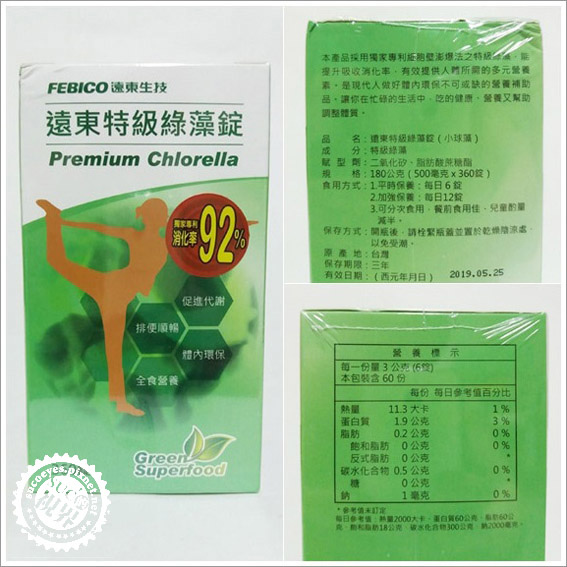 FEBICO 遠東生技
遠東特級綠藻錠
Premium Chlorella
獨家專利
消化率 92%
促進代謝
排便順暢
體內環保
全食營養
Green
Superfood
sucoeyes.pixnet.net
本產品採用獨家專利細胞壁澎爆法之特級綠藻，能
提升吸收消化率，有效提供人體所需的多元營養
素，是現代人做好體內環保不可或缺的營養補助
品，讓你在忙碌的生活中，吃的健康、營養又幫助
調整體質。
品名：遠東特級綠藻錠（小球藻）
成分：特級綠藻
賦型劑：二氧化矽、脂肪酸蔗糖酯
規格：180公克（500毫克x360錠）
食用方式：1.平時保養：每日6錠
2.加強保養：每日12錠
3.可分次食用，餐前食用佳，兒童酌量
減半。
保存方式：開瓶後，請栓緊瓶蓋並置於乾燥陰涼處，
以免受潮。
原產地：台灣
保存期限：三年
有效日期：（西元年月日） 2019.05.25
營養標示
每一份量 3 公克 (6錠)
本包裝含 60 份
每份 每日參考值百分比
熱量 11.3 大卡 1 %
蛋白質 1.9 公克 3 %
脂肪 0.2 公克 0 %
飽和脂肪 0 公克 0 %
反式脂肪 0 公克 *
碳水化合物 0.5 公克 0 %
糖 0 公克 *
鈉 1 毫克 0 %
*參考值未訂定
每日參考值：熱量2000大卡、蛋白質60公克、脂肪60公
克、飽和脂肪18公克、碳水化合物300公克、鈉2000毫克。